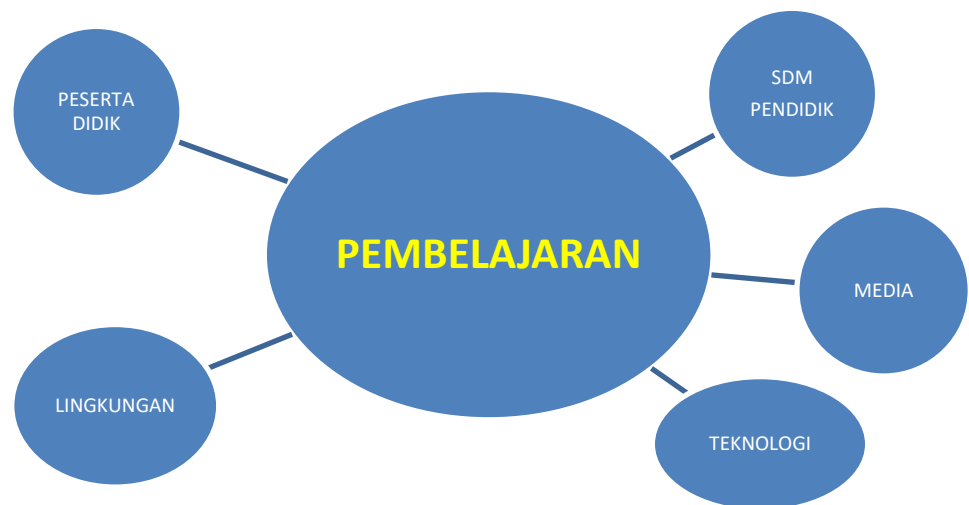 PESERTA
DIDIK
SDM
PENDIDIK
PEMBELAJARAN
MEDIA
LINGKUNGAN
TEKNOLOGI